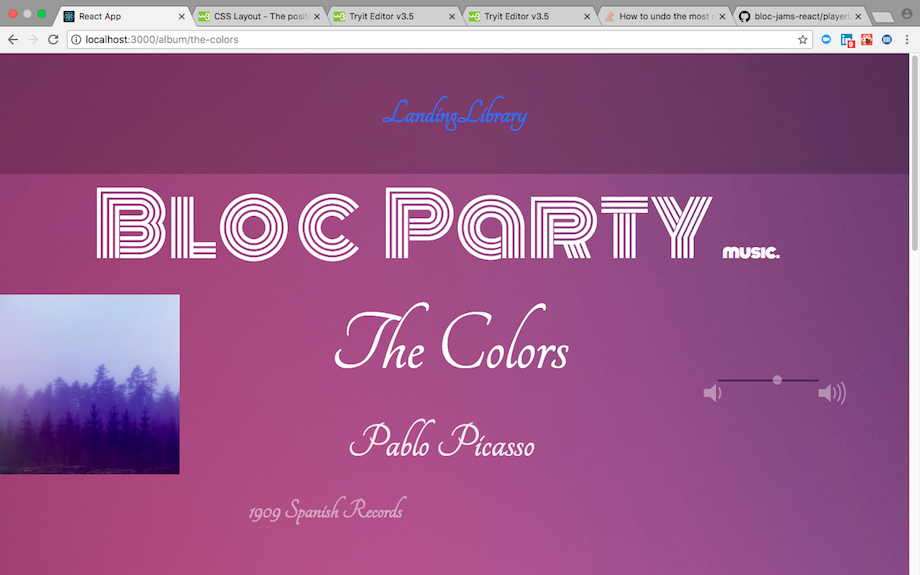 React App
CSS Layout - The positi
Tryit Editor v3.5
Tryit Editor v3.5
How to undo the most r
bloc-jams-react/playerb
localhost:3000/album/the-colors
LandingLibrary
Bloc Party music.
The Colors
Pablo Picasso
1909 Spanish Records